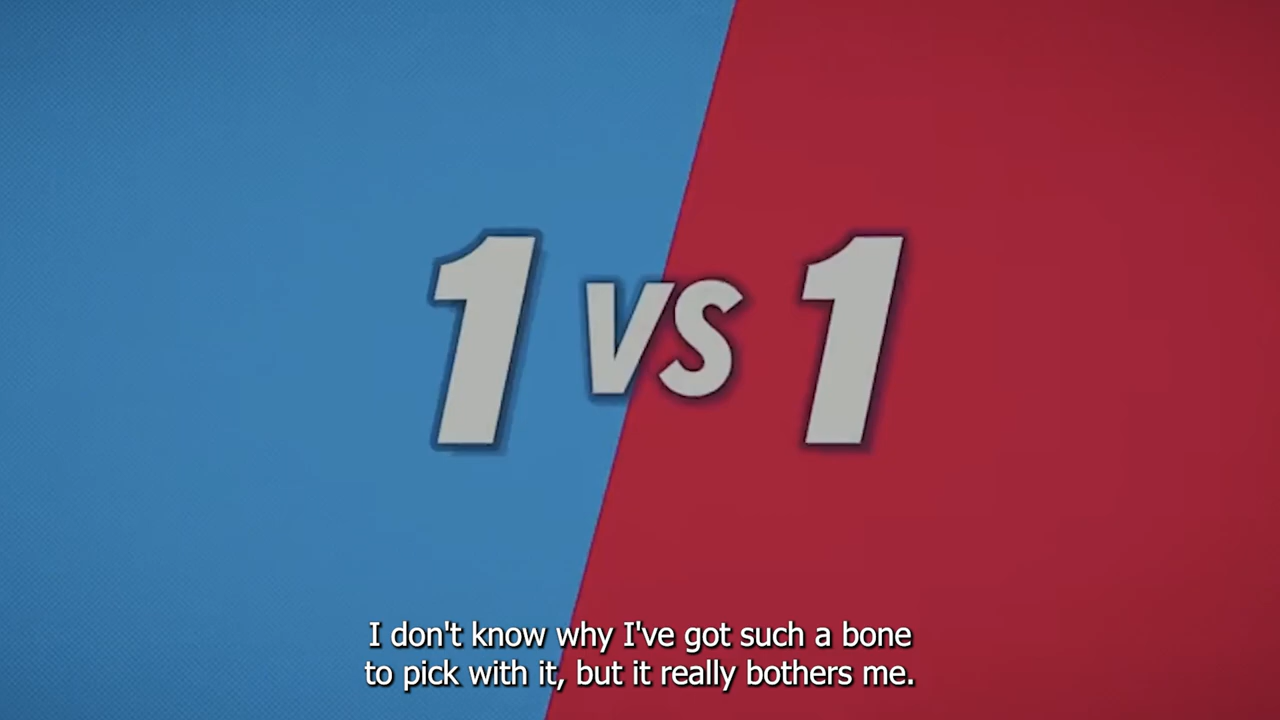 1 VS 1
I don't know why I've got such a bone
to pick with it, but it really bothers me.